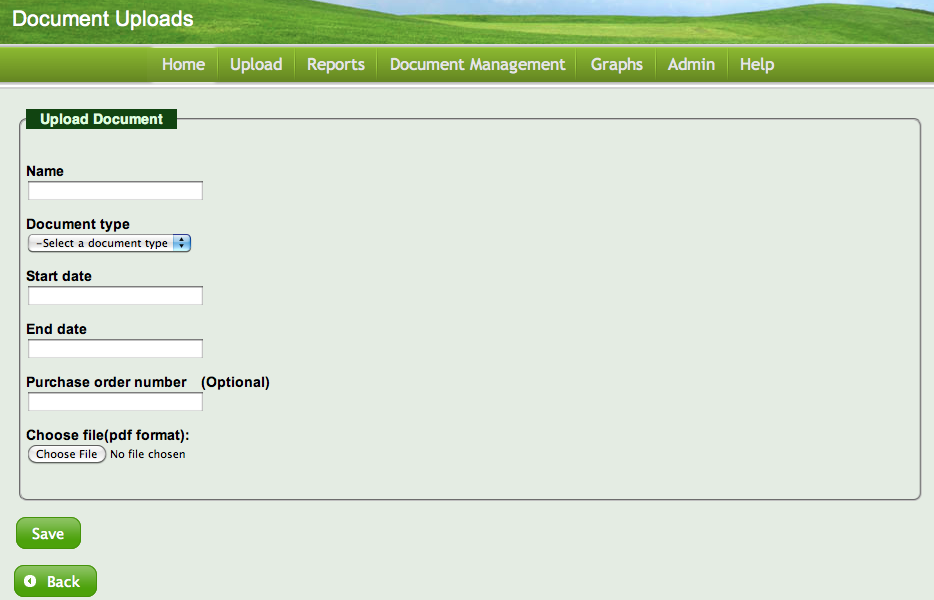 Document Uploads
Home Upload Reports Document Management Graphs Admin Help
Upload Document
Name
Document type
-Select a document type
Start date
End date
Purchase order number (Optional)
Choose file(pdf format):
Choose File No file chosen
Save
Back